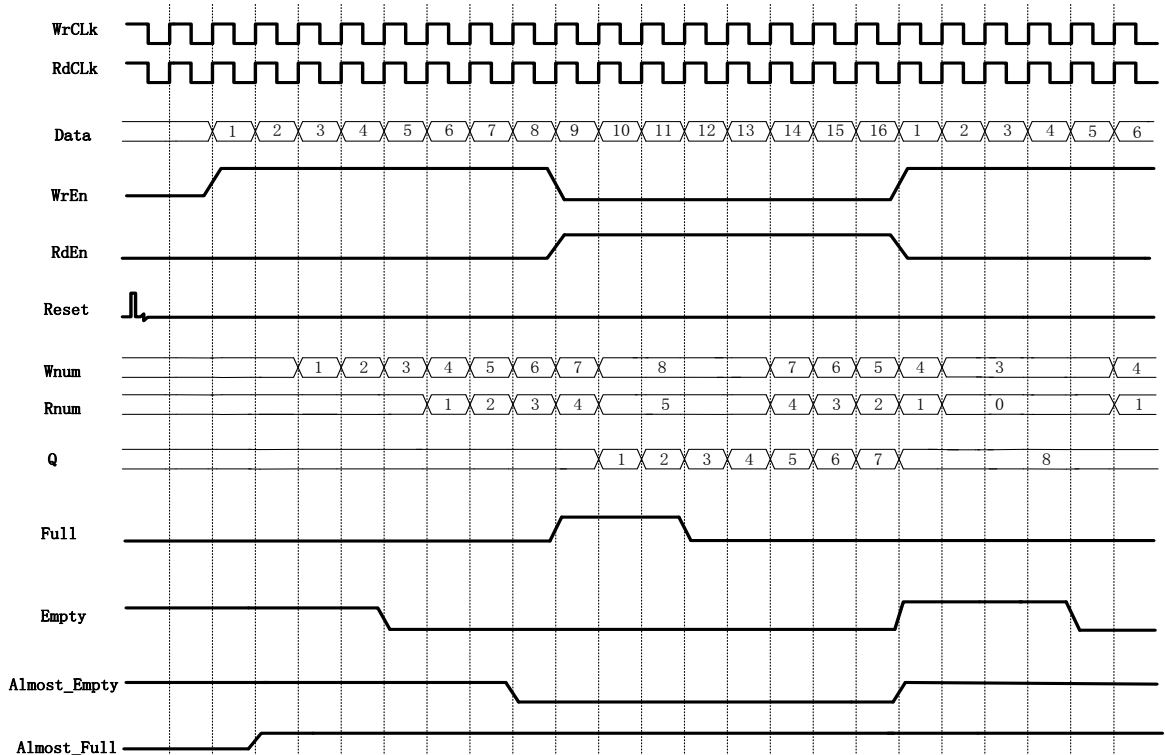 WrCLk
RdCLk
Data 1 2 3 4 5 6 7 8 9 10 11 12 13 14 15 16 1 2 3 4 5 6
WrEn
RdEn
Reset
Wnum 1 2 3 4 5 6 7 8 7 6 5 4 3 4
Rnum 1 2 3 4 5 4 3 2 1 0 1
Q 1 2 3 4 5 6 7 8
Full
Empty
Almost_Empty
Almost_Full